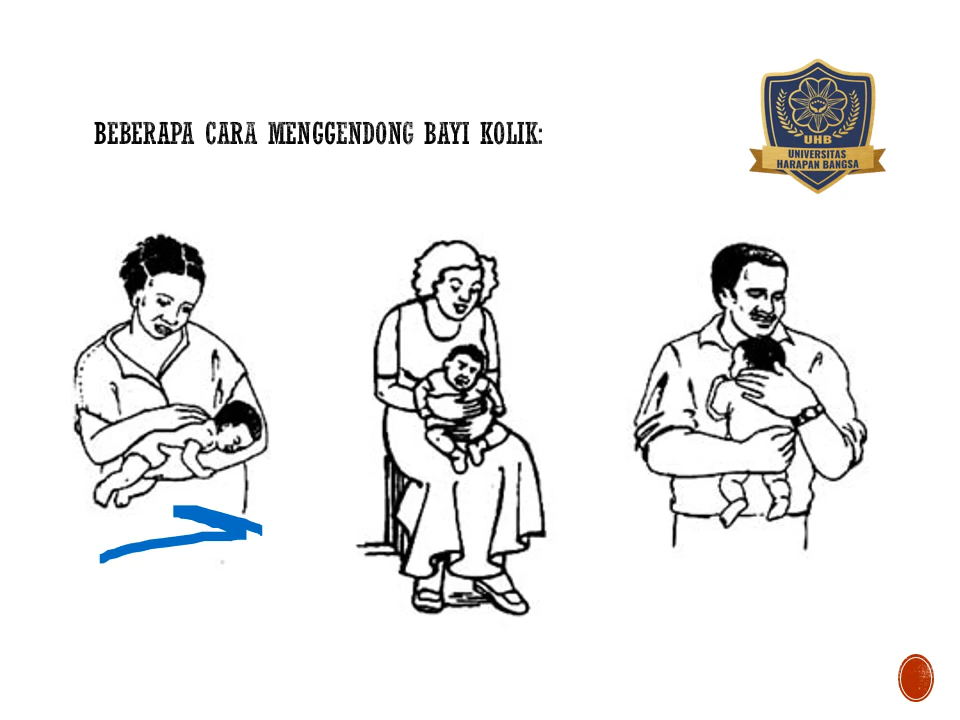 BEBERAPA CARA MENGGENDONG BAYI KOLIK:
UHB
UNIVERSITAS
HARAPAN BANGSA